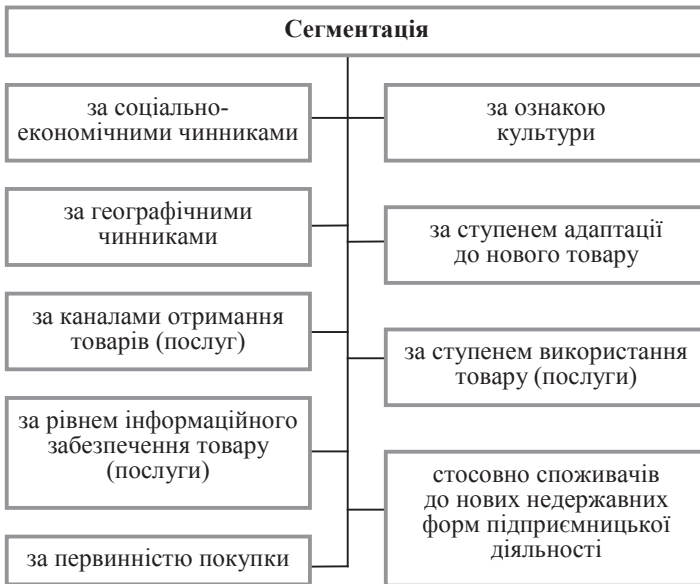 Сегментація
за соціально-
економічними чинниками
за ознакою
культури
за географічними
чинниками
за ступенем адаптації
до нового товару
за каналами отримання
товарів (послуг)
за ступенем використання
товару (послуги)
за рівнем інформаційного
забезпечення товару
(послуги)
стосовно споживачів
до нових недержавних
форм підприємницької
діяльності
за первинністю покупки